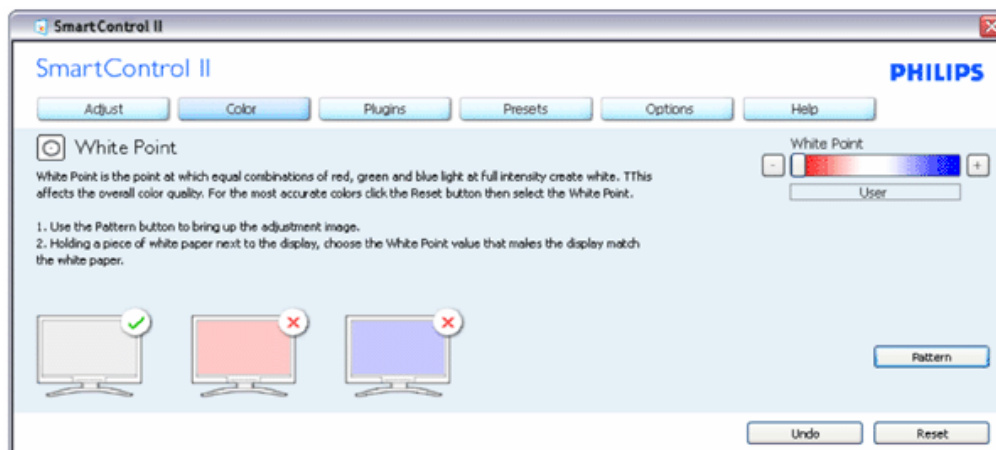 SmartControl II
SmartControl II
PHILIPS
Adjust Color Plugins Presets Options Help
White Point
White Point is the point at which equal combinations of red, green and blue light at full intensity create white. TThis
affects the overall color quality. For the most accurate colors click the Reset button then select the White Point.
1. Use the Pattern button to bring up the adjustment image.
2. Holding a piece of white paper next to the display, choose the White Point value that makes the display match
the white paper.
White Point
- +
User
Pattern
Undo Reset